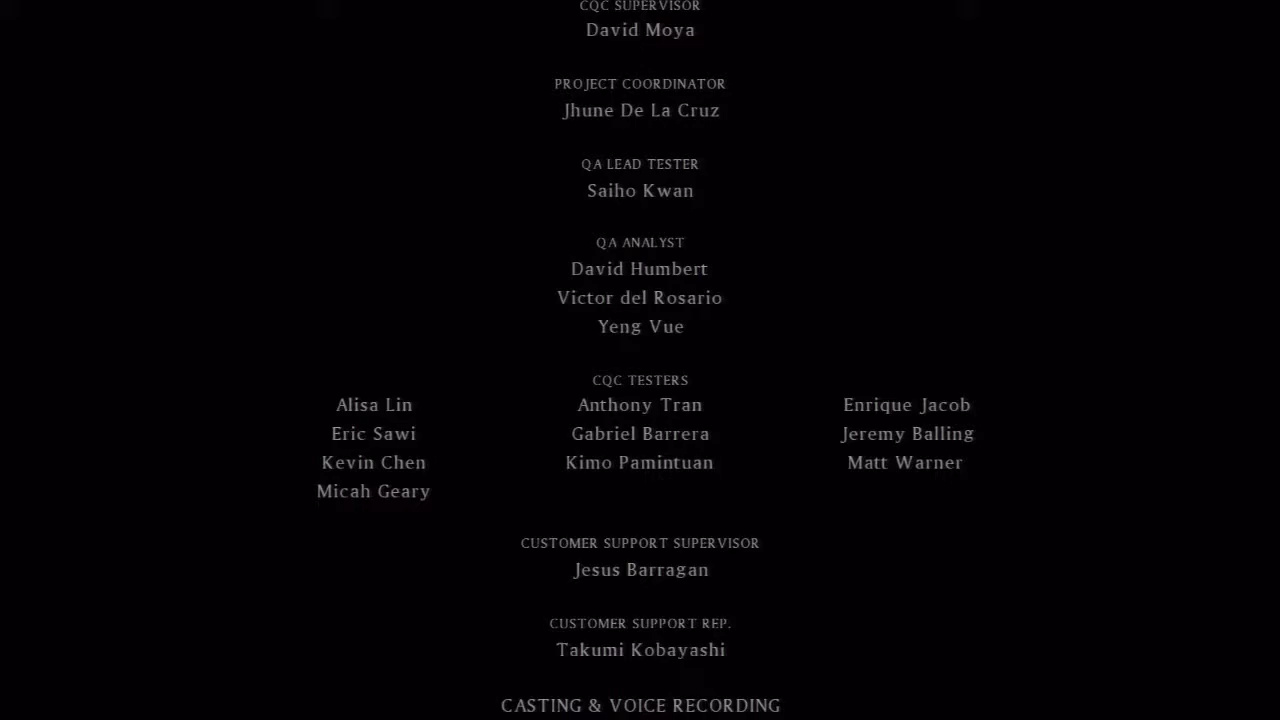 CQC SUPERVISOR
David Moya
PROJECT COORDINATOR
Jhune De La Cruz
QA LEAD TESTER
Saiho Kwan
QA ANALYST
David Humbert
Victor del Rosario
Yeng Vue
CQC TESTERS
Alisa Lin Anthony Tran Enrique Jacob
Eric Sawi Gabriel Barrera Jeremy Balling
Kevin Chen Kimo Pamintuan Matt Warner
Micah Geary
CUSTOMER SUPPORT SUPERVISOR
Jesus Barragan
CUSTOMER SUPPORT REP.
Takumi Kobayashi
CASTING & VOICE RECORDING